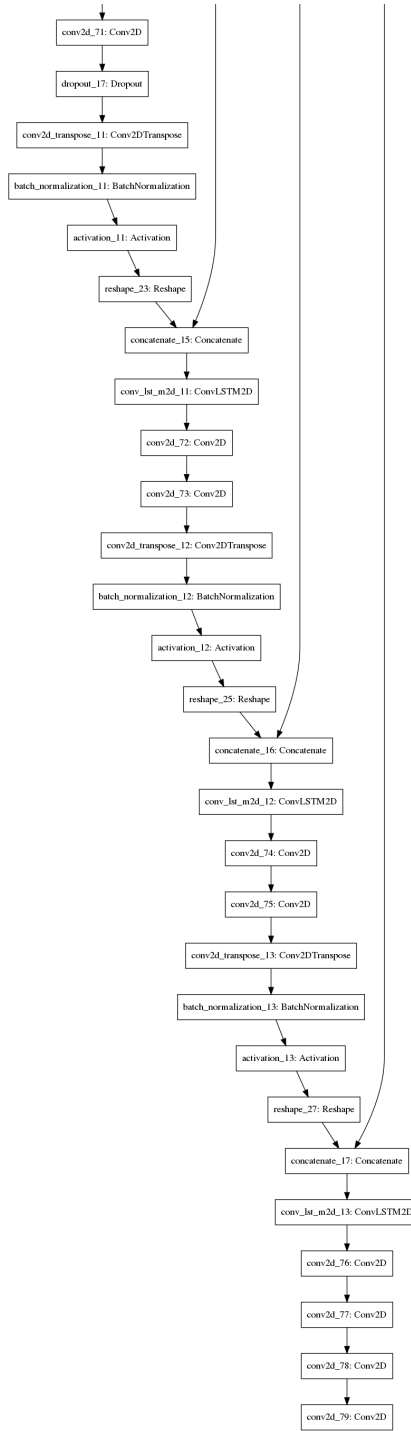 conv2d_71: Conv2D
dropout_17: Dropout
conv2d_transpose_11: Conv2DTranspose
batch_normalization_11: BatchNormalization
activation_11: Activation
reshape_23: Reshape
concatenate_15: Concatenate
conv_lst_m2d_11: ConvLSTM2D
conv2d_72: Conv2D
conv2d_73: Conv2D
conv2d_transpose_12: Conv2DTranspose
batch_normalization_12: BatchNormalization
activation_12: Activation
reshape_25: Reshape
concatenate_16: Concatenate
conv_lst_m2d_12: ConvLSTM2D
conv2d_74: Conv2D
conv2d_75: Conv2D
conv2d_transpose_13: Conv2DTranspose
batch_normalization_13: BatchNormalization
activation_13: Activation
reshape_27: Reshape
concatenate_17: Concatenate
conv_lst_m2d_13: ConvLSTM2D
conv2d_76: Conv2D
conv2d_77: Conv2D
conv2d_78: Conv2D
conv2d_79: Conv2D